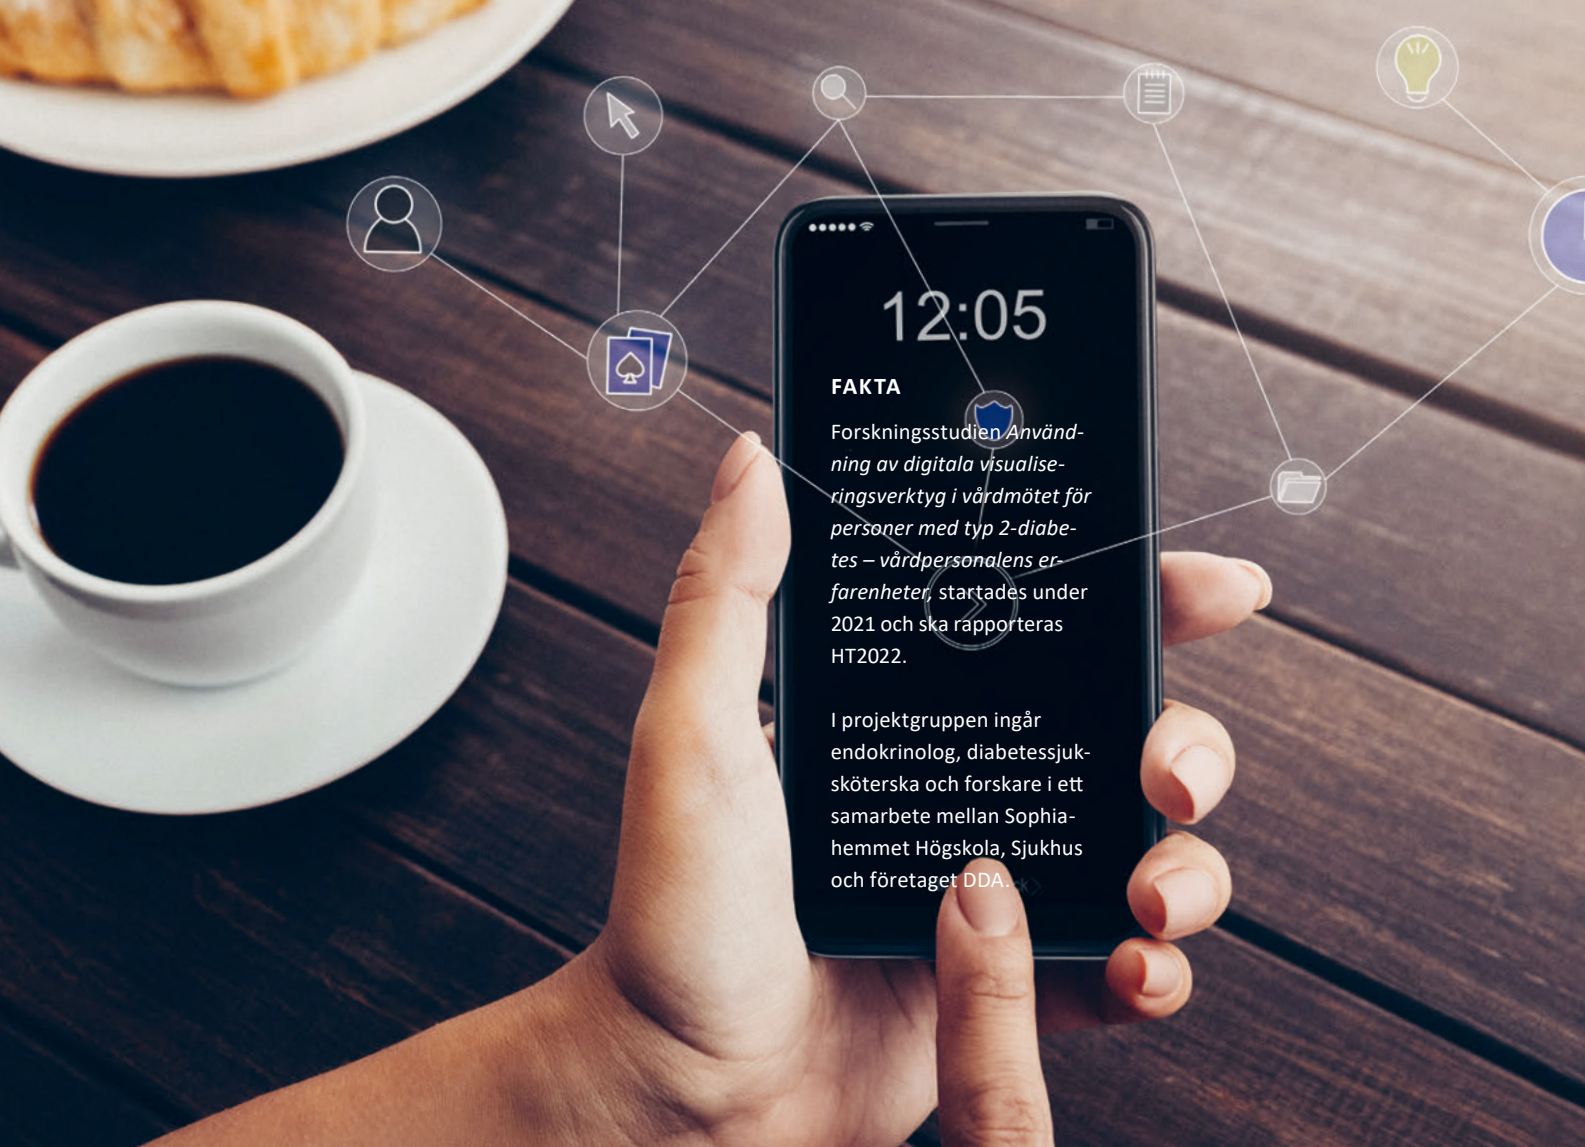 12:05
FAKTA
Forskningsstudien Använd-
ning av digitala visualise-
ringsverktyg i vårdmötet för
personer med typ 2-diabe-
tes – vårdpersonalens er-
farenheter, startades under
2021 och ska rapporteras
HT2022.
I projektgruppen ingår
endokrinolog, diabetessjuk-
sköterska och forskare i ett
samarbete mellan Sophia-
hemmet Högskola, Sjukhus
och företaget DDA.